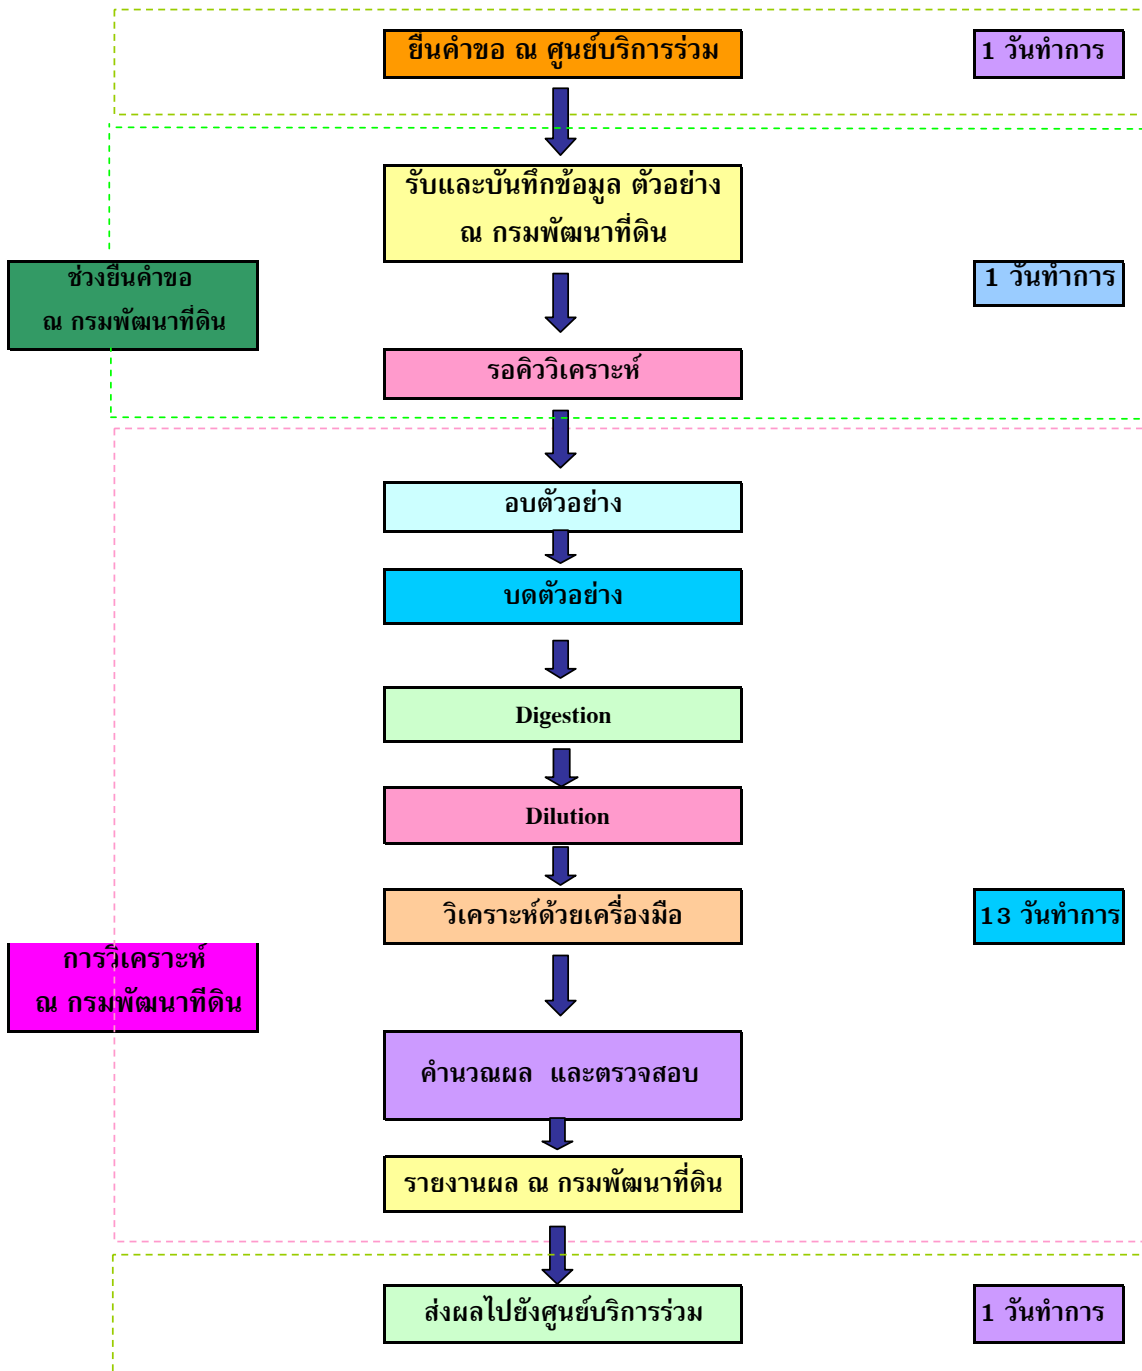 ยื่นคำขอ ณ ศูนย์บริการร่วม
1 วันทำการ
รับและบันทึกข้อมูล ตัวอย่าง
ณ กรมพัฒนาที่ดิน
ช่วงยื่นคำขอ
ณ กรมพัฒนาที่ดิน
1 วันทำการ
รอคิววิเคราะห์
อบตัวอย่าง
บดตัวอย่าง
Digestion
Dilution
วิเคราะห์ด้วยเครื่องมือ
13 วันทำการ
การวิเคราะห์
ณ กรมพัฒนาที่ดิน
คำนวณผล และตรวจสอบ
รายงานผล ณ กรมพัฒนาที่ดิน
ส่งผลไปยังศูนย์บริการร่วม
1 วันทำการ